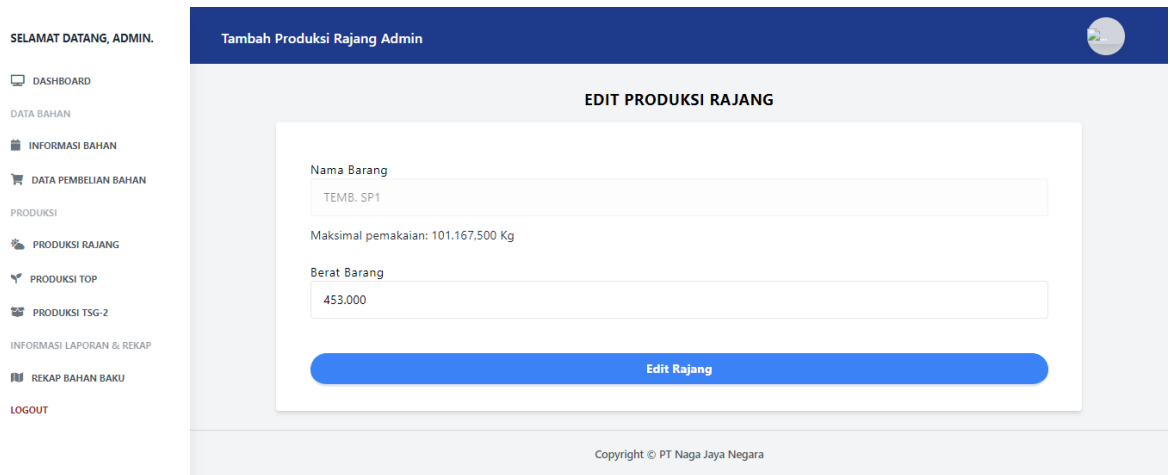 SELAMAT DATANG, ADMIN.
DASHBOARD
DATA BAHAN
INFORMASI BAHAN
DATA PEMBELIAN BAHAN
PRODUKSI
PRODUKSI RAJANG
PRODUKSI TOP
PRODUKSI TSG-2
INFORMASI LAPORAN & REKAP
REKAP BAHAN BAKU
LOGOUT
Tambah Produksi Rajang Admin
EDIT PRODUKSI RAJANG
Nama Barang
TEMB. SP1
Maksimal pemakaian: 101.167,500 Kg
Berat Barang
453.000
Edit Rajang
Copyright © PT Naga Jaya Negara